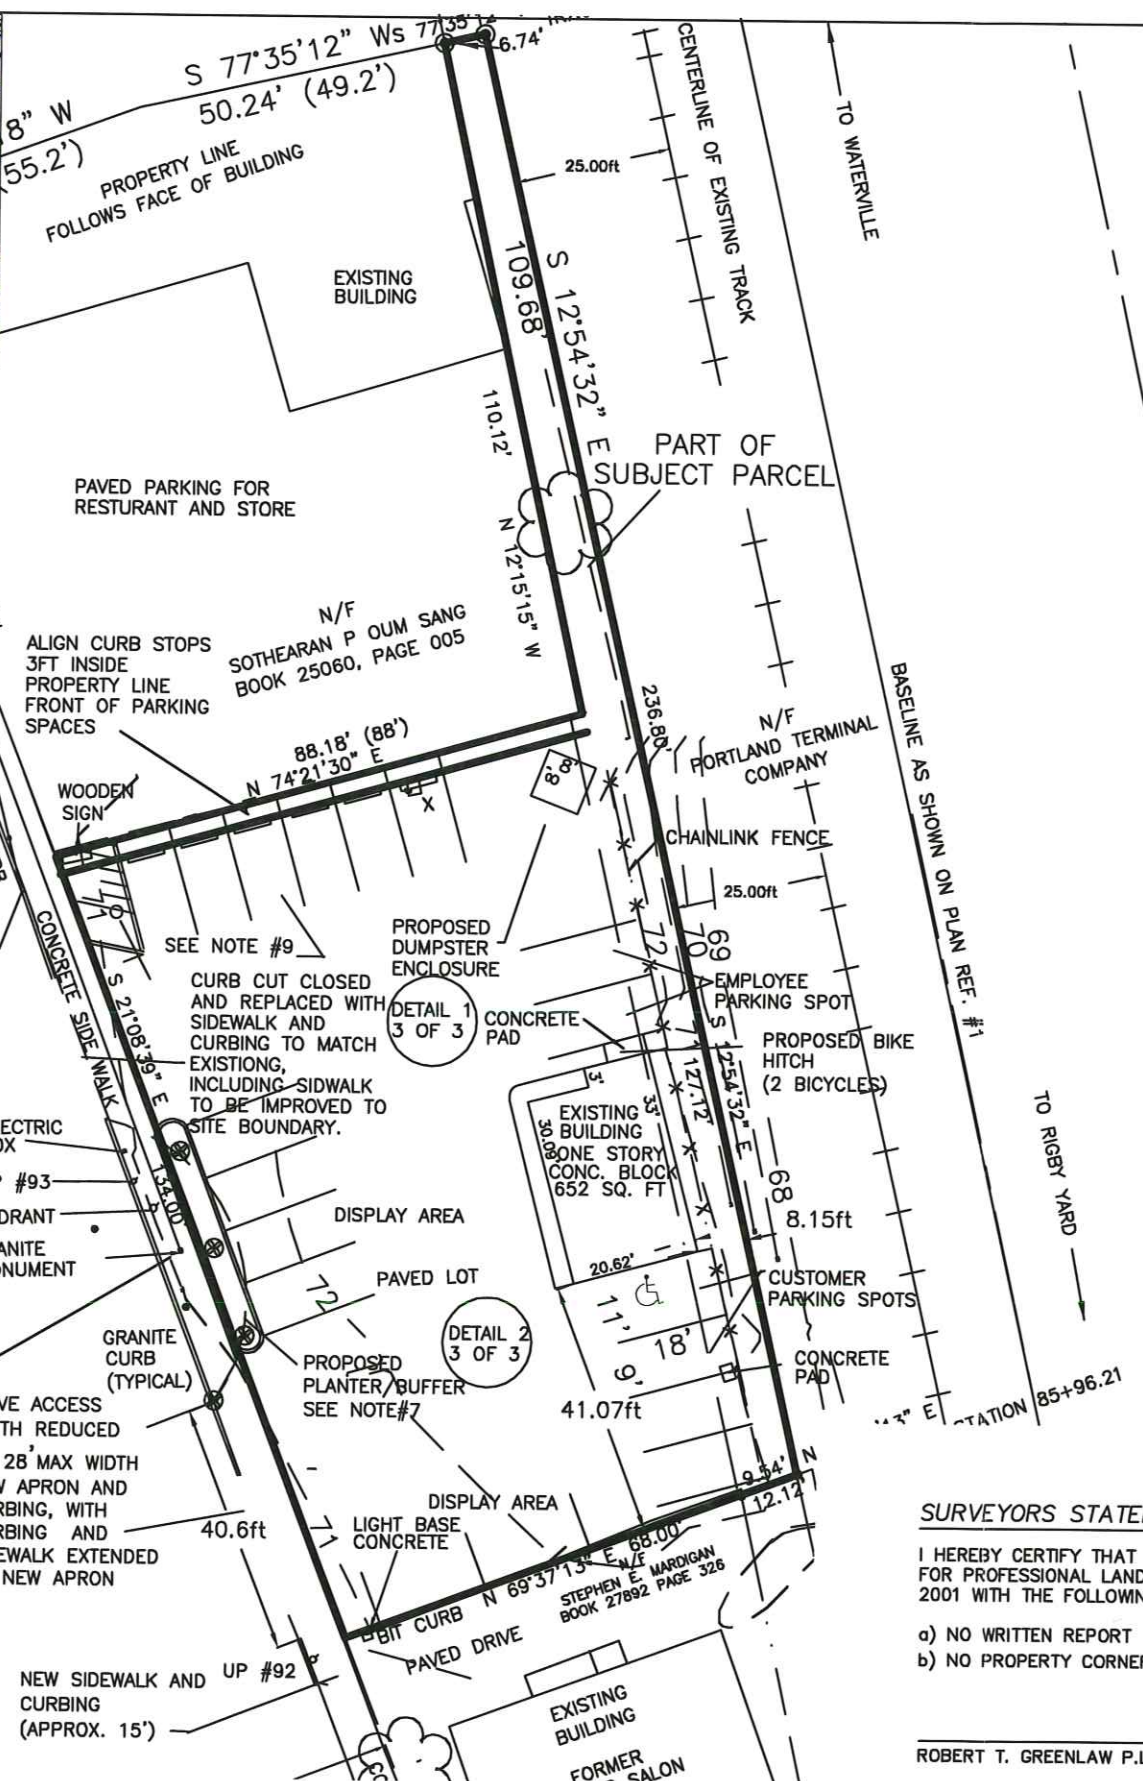 S 77°35'12" Ws 77°35'12
6.74'
8" W
50.24' (49.2')
(55.2')
PROPERTY LINE
FOLLOWS FACE OF BUILDING
CENTERLINE OF EXISTING TRACK
TO WATERVILLE
25.00ft
EXISTING
BUILDING
109.68'
S 12°54'32" E
110.12'
N 12°15'15" W
PART OF
SUBJECT PARCEL
PAVED PARKING FOR
RESTURANT AND STORE
N/F
SOTHEARAN P OUM SANG
BOOK 25060, PAGE 005
ALIGN CURB STOPS
3FT INSIDE
PROPERTY LINE
FRONT OF PARKING
SPACES
236.80'
N/F
PORTLAND TERMINAL
COMPANY
BASELINE AS SHOWN ON PLAN REF. #1
88.18' (88')
N 74°21'30" E
WOODEN
SIGN
X
8'
8'
CHAINLINK FENCE
25.00ft
71
CONCRETE SIDE WALK
SEE NOTE #9
PROPOSED
DUMPSTER
ENCLOSURE
72
70
69
EMPLOYEE
PARKING SPOT
S 21°08'39" E
134.00'
CURB CUT CLOSED
AND REPLACED WITH
SIDEWALK AND
CURBING TO MATCH
EXISTIONG,
INCLUDING SIDWALK
TO BE IMPROVED TO
SITE BOUNDARY.
DETAIL 1
3 OF 3
CONCRETE
PAD
PROPOSED BIKE
HITCH
(2 BICYCLES)
71
S 12°54'32" E
127.12'
TO RIGBY YARD
3'
33'
30.09'
EXISTING
BUILDING
ONE STORY
CONC. BLOCK
652 SQ. FT
ECTRIC
OX
#93
DRANT
ANITE
ONUMENT
DISPLAY AREA
68
8.15ft
PAVED LOT
72
20.62'
11'
18'
9'
CUSTOMER
PARKING SPOTS
GRANITE
CURB
(TYPICAL)
DETAIL 2
3 OF 3
PROPOSED
PLANTER/BUFFER
SEE NOTE#7
CONCRETE
PAD
41.07ft
STATION 85+96.21
VE ACCESS
TH REDUCED
28' MAX WIDTH
W APRON AND
RBING, WITH
RBING AND
EWALK EXTENDED
NEW APRON
40.6ft
71
DISPLAY AREA
LIGHT BASE
CONCRETE
9.54'
N
12.12'
68.00'
N 69°37'13" E
BIT CURB
N/F
STEPHEN E. MARDIGAN
BOOK 27892 PAGE 326
PAVED DRIVE
SURVEYORS STATE
I HEREBY CERTIFY THAT
FOR PROFESSIONAL LAND
2001 WITH THE FOLLOWIN
a) NO WRITTEN REPORT
b) NO PROPERTY CORNE
NEW SIDEWALK AND
CURBING
(APPROX. 15')
UP #92
EXISTING
BUILDING
FORMER
SALON
ROBERT T. GREENLAW P.L